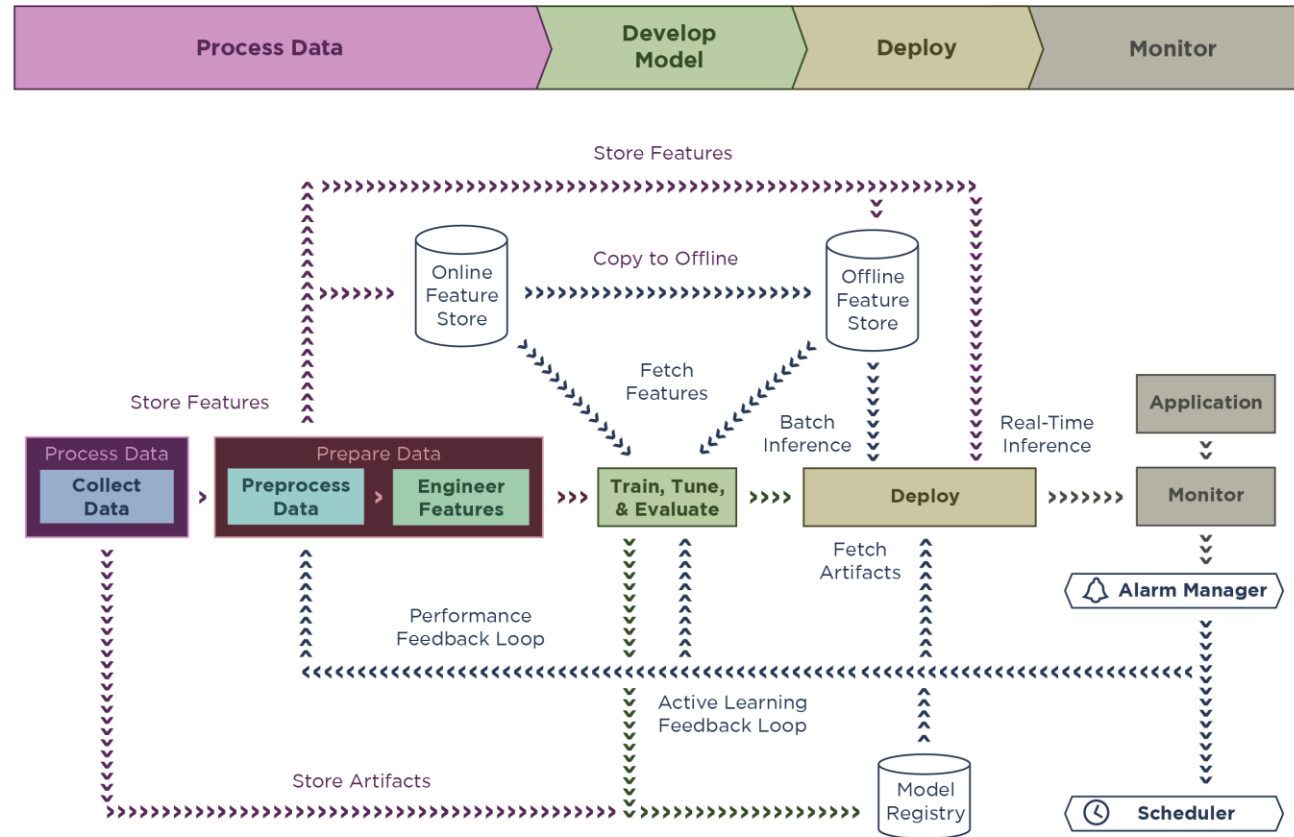 Process Data
Develop
Model
Deploy
Monitor
Store Features
Online
Feature
Store
Copy to Offline
Offline
Feature
Store
Fetch
Features
Store Features
Batch
Inference
Real-Time
Inference
Application
Process Data
Collect
Data
Prepare Data
Preprocess
Data
Engineer
Features
Train, Tune,
& Evaluate
Deploy
Monitor
Fetch
Artifacts
Alarm Manager
Performance
Feedback Loop
Active Learning
Feedback Loop
Store Artifacts
Model
Registry
Scheduler